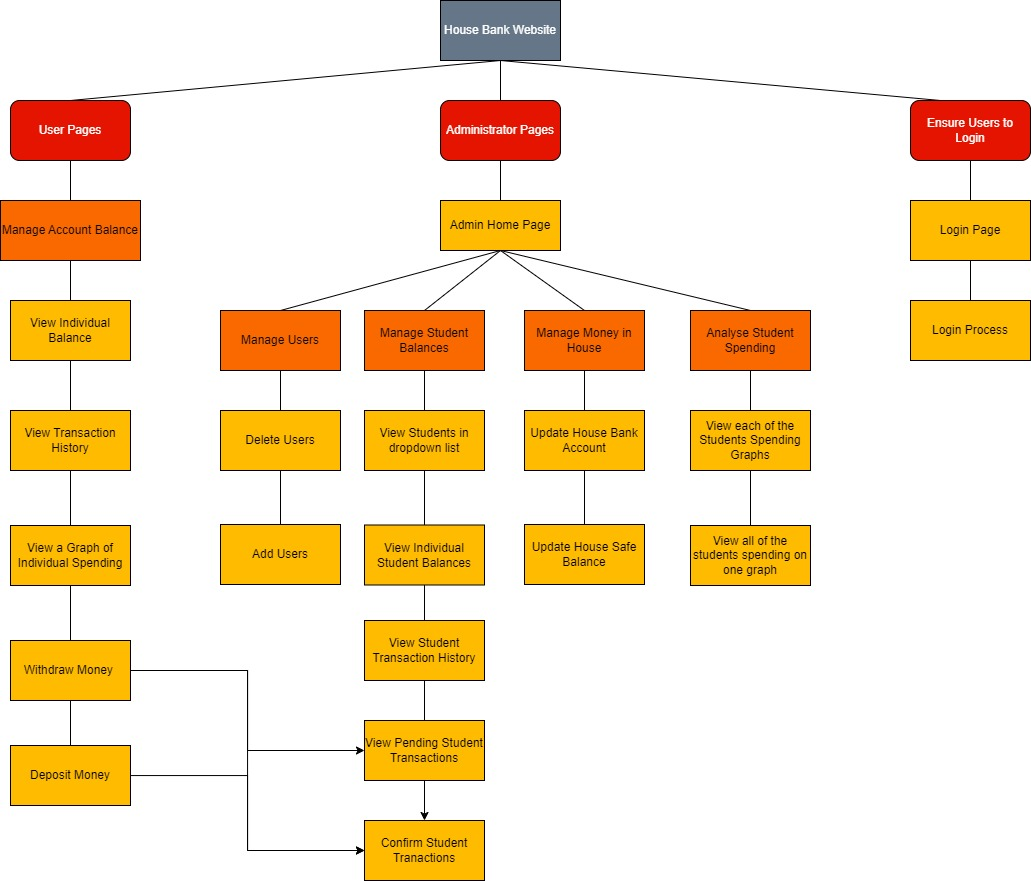 House Bank Website
User Pages
Administrator Pages
Ensure Users to
Login
Manage Account Balance
Admin Home Page
Login Page
View Individual
Balance
Manage Users
Manage Student
Balances
Manage Money in
House
Analyse Student
Spending
Login Process
View Transaction
History
Delete Users
View Students in
dropdown list
Update House Bank
Account
View each of the
Students Spending
Graphs
View a Graph of
Individual Spending
Add Users
View Individual
Student Balances
Update House Safe
Balance
View all of the
students spending on
one graph
Withdraw Money
View Student
Transaction History
Deposit Money
View Pending Student
Transactions
Confirm Student
Tranactions